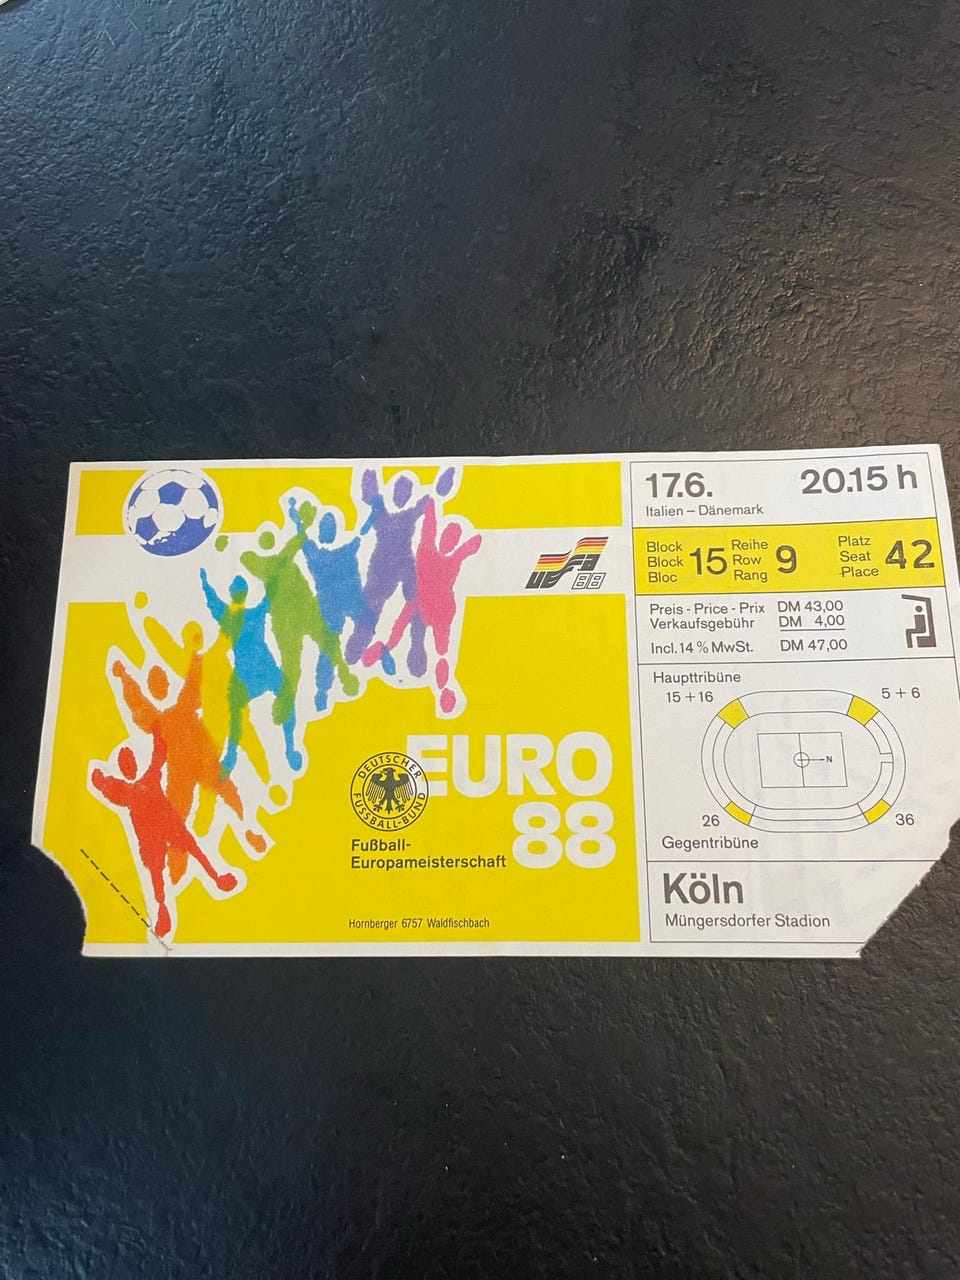 17.6. 20.15 h
Italien – Dänemark
Block 15 Reihe 9 Platz 42
Block Row Seat
Bloc Rang Place
Preis - Price - Prix DM 43,00
Verkaufsgebühr DM 4,00
Incl. 14 % MwSt. DM 47,00
Haupttribüne
15 + 16 5 + 6
N
26 36
Gegentribüne
Köln
Müngersdorfer Stadion
UEFA
88
EURO
88
DEUTSCHER
FUSSBALL-BUND
Fußball-
Europameisterschaft
Hornberger 6757 Waldfischbach